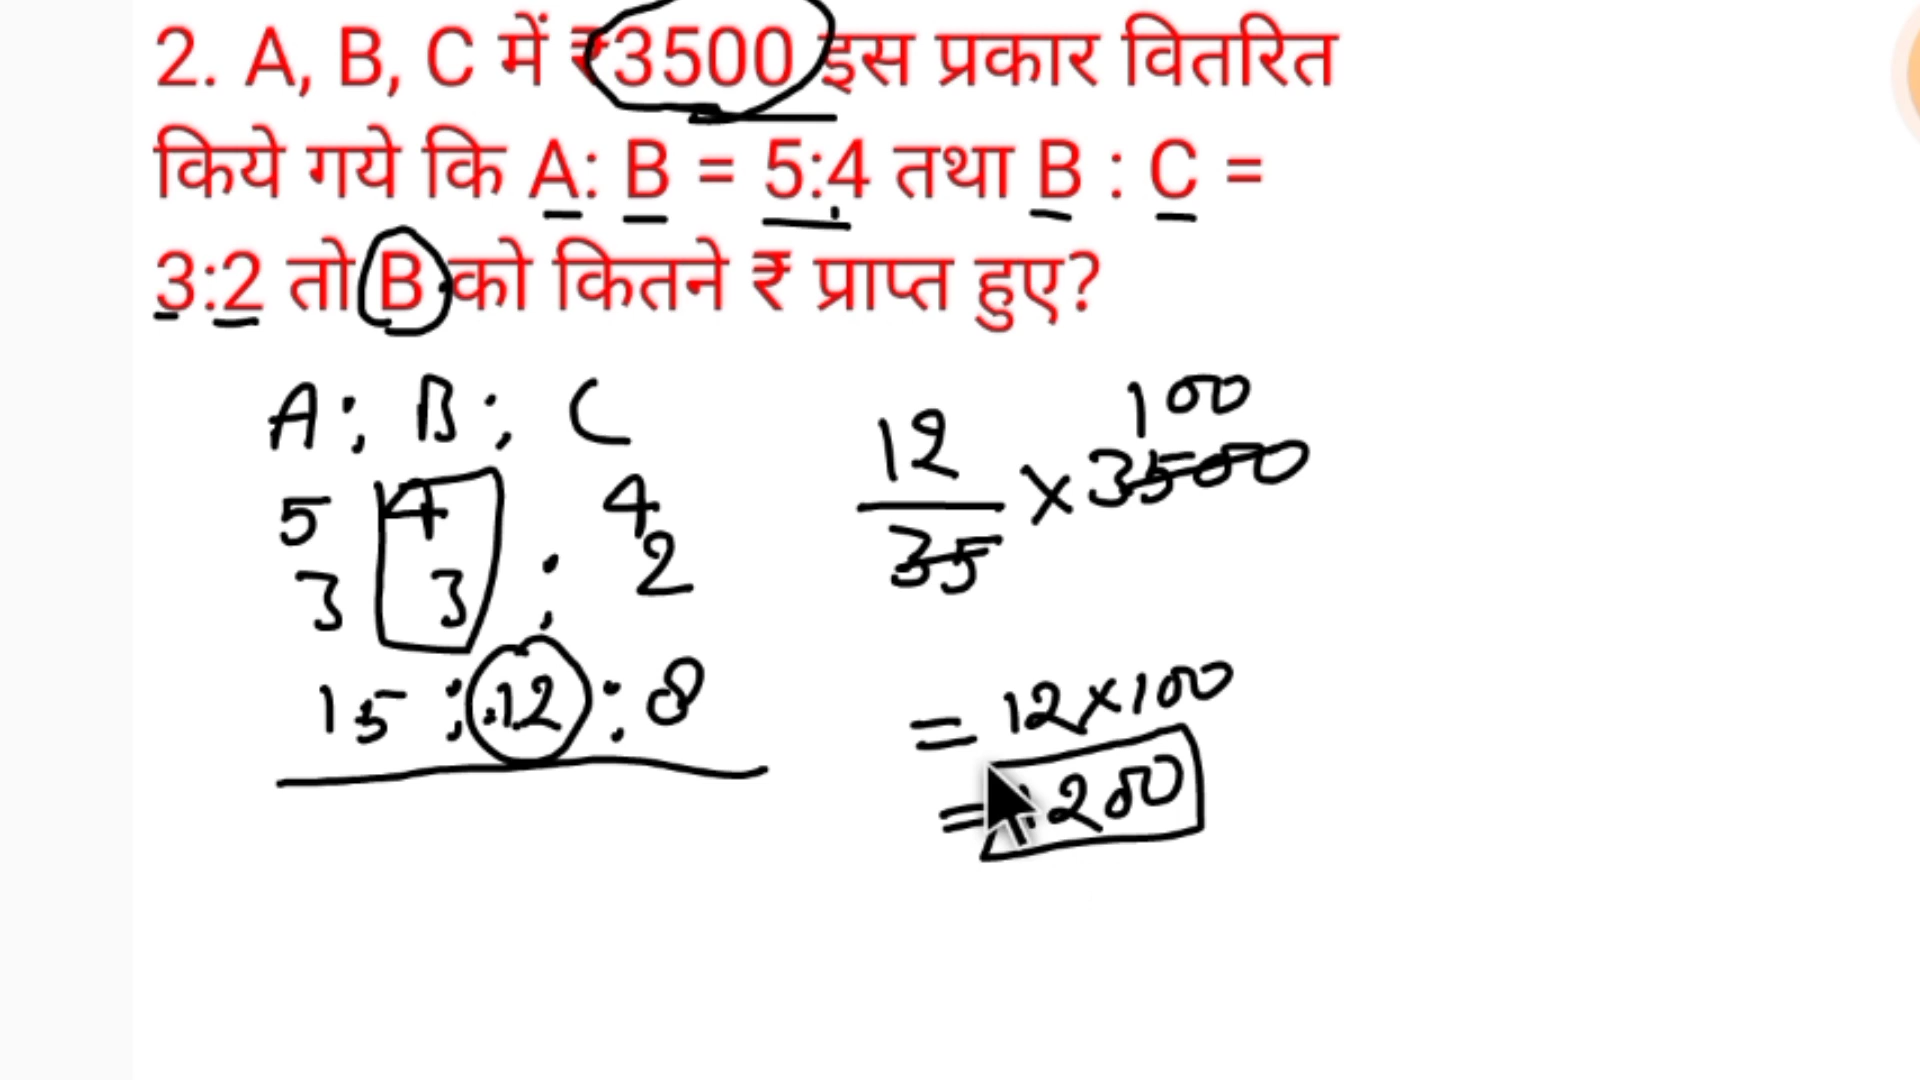 2. A, B, C में ₹3500 इस प्रकार वितरित
किये गये कि A: B = 5:4 तथा B : C =
3:2 तो B को कितने ₹ प्राप्त हुए?
A : B : C
5 4 : 4
3 3 : 2
15 : 12 : 8
100
12
35
× 3500
= 12×100
= 1200